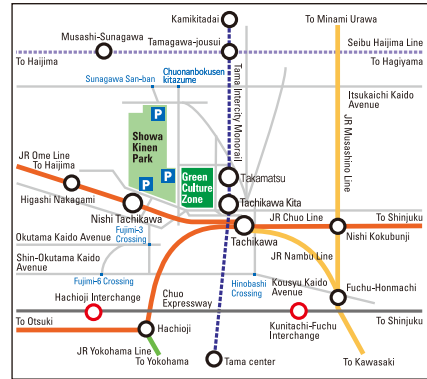 Kamikitadai
To Minami Urawa
Musashi-Sunagawa
Tamagawa-jousui
Seibu Haijima Line
To Haijima
To Hagiyama
Sunagawa San-ban
Chuonanbokusen
kitazume
Tama Intercity Monorail
Itsukaichi Kaido
Avenue
JR Musashino Line
P
Showa
Kinen
Park
JR Ome Line
To Haijima
Green
Culture
Zone
Takamatsu
P
P
Higashi Nakagami
Tachikawa Kita
Nishi Tachikawa
JR Chuo Line
To Shinjuku
Fujimi-3
Crossing
Tachikawa
Nishi Kokubunji
Okutama Kaido Avenue
Shin-Okutama Kaido
Avenue
JR Nambu Line
Fujimi-6 Crossing
Hinobashi
Crossing
Kousyu Kaido
Avenue
Fuchu-Honmachi
Hachioji Interchange
Chuo
Expressway
To Otsuki
Hachioji
Kunitachi-Fuchu
Interchange
To Shinjuku
JR Yokohama Line
To Yokohama
Tama center
To Kawasaki